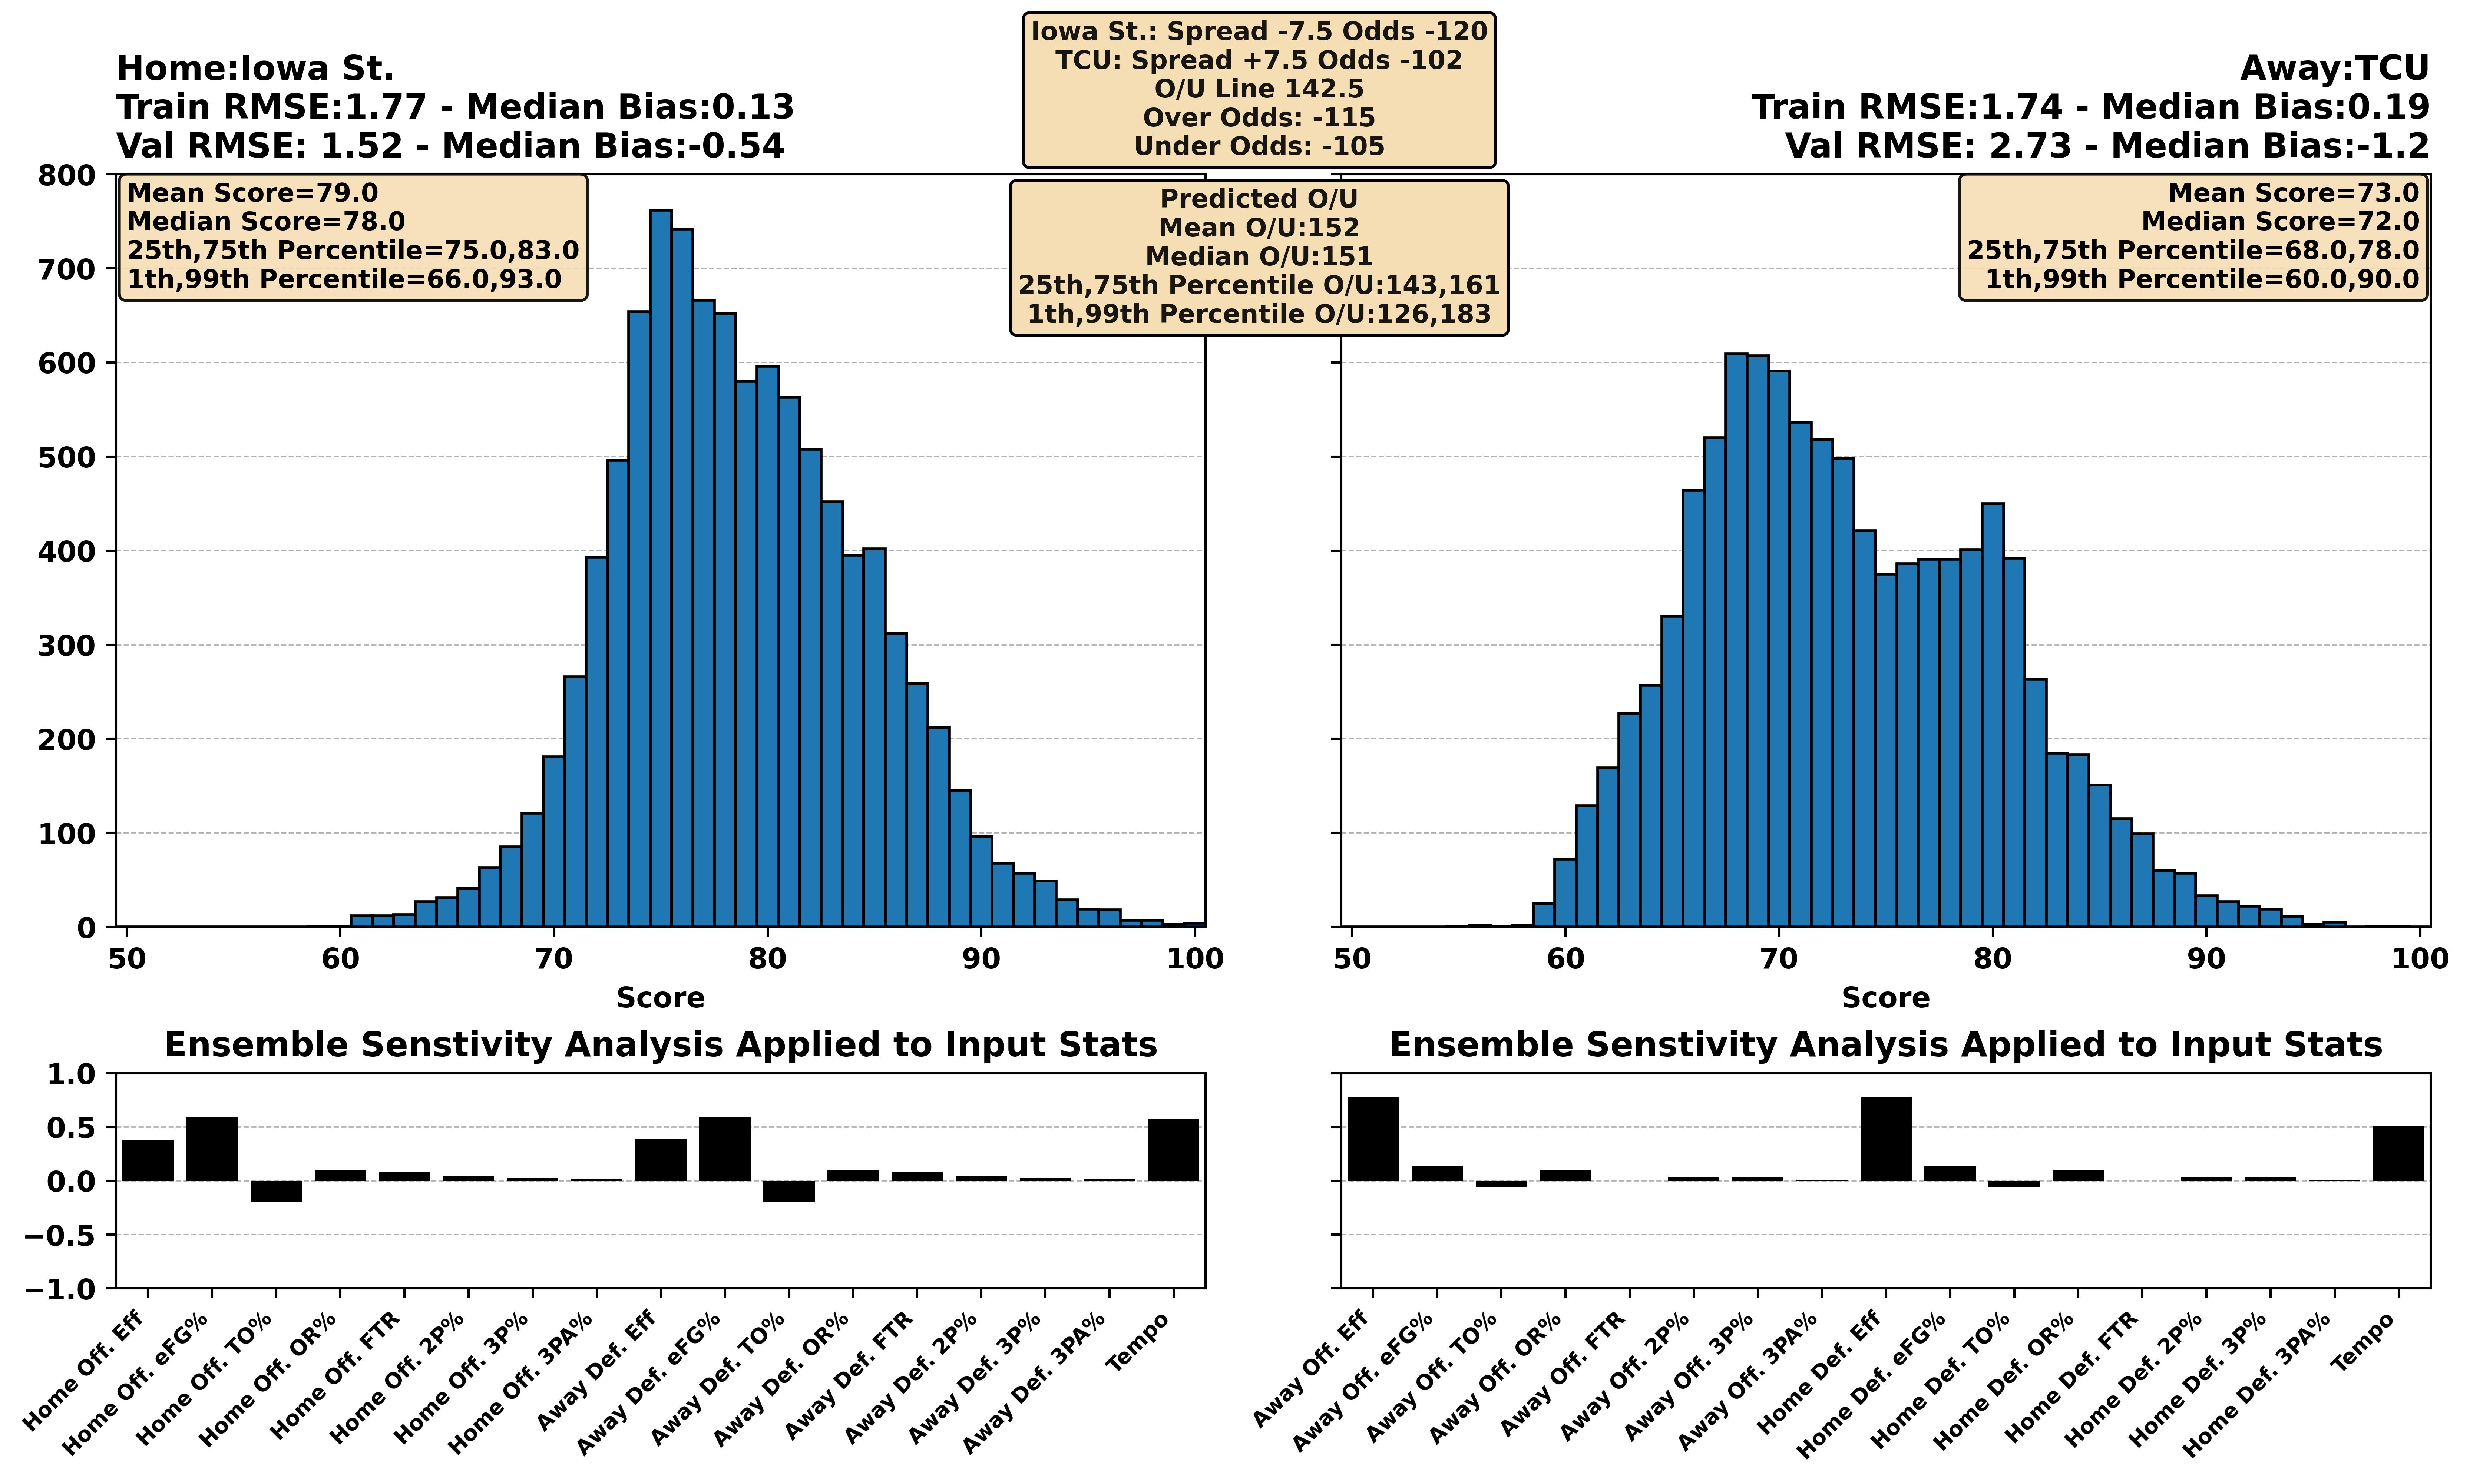 Iowa St.: Spread -7.5 Odds -120
TCU: Spread +7.5 Odds -102
O/U Line 142.5
Over Odds: -115
Under Odds: -105
Home:Iowa St.
Train RMSE:1.77 - Median Bias:0.13
Val RMSE: 1.52 - Median Bias:-0.54
Away:TCU
Train RMSE:1.74 - Median Bias:0.19
Val RMSE: 2.73 - Median Bias:-1.2
Mean Score=79.0
Median Score=78.0
25th,75th Percentile=75.0,83.0
1th,99th Percentile=66.0,93.0
Predicted O/U
Mean O/U:152
Median O/U:151
25th,75th Percentile O/U:143,161
1th,99th Percentile O/U:126,183
Mean Score=73.0
Median Score=72.0
25th,75th Percentile=68.0,78.0
1th,99th Percentile=60.0,90.0
800
700
600
500
400
300
200
100
0
50 60 70 80 90 100
Score
50 60 70 80 90 100
Score
Ensemble Senstivity Analysis Applied to Input Stats
1.0
0.5
0.0
−0.5
−1.0
Home Off. Eff
Home Off. eFG%
Home Off. TO%
Home Off. OR%
Home Off. FTR
Home Off. 2P%
Home Off. 3P%
Home Off. 3PA%
Away Def. Eff
Away Def. eFG%
Away Def. TO%
Away Def. OR%
Away Def. FTR
Away Def. 2P%
Away Def. 3P%
Away Def. 3PA%
Tempo
Ensemble Senstivity Analysis Applied to Input Stats
Away Off. Eff
Away Off. eFG%
Away Off. TO%
Away Off. OR%
Away Off. FTR
Away Off. 2P%
Away Off. 3P%
Away Off. 3PA%
Home Def. Eff
Home Def. eFG%
Home Def. TO%
Home Def. OR%
Home Def. FTR
Home Def. 2P%
Home Def. 3P%
Home Def. 3PA%
Tempo